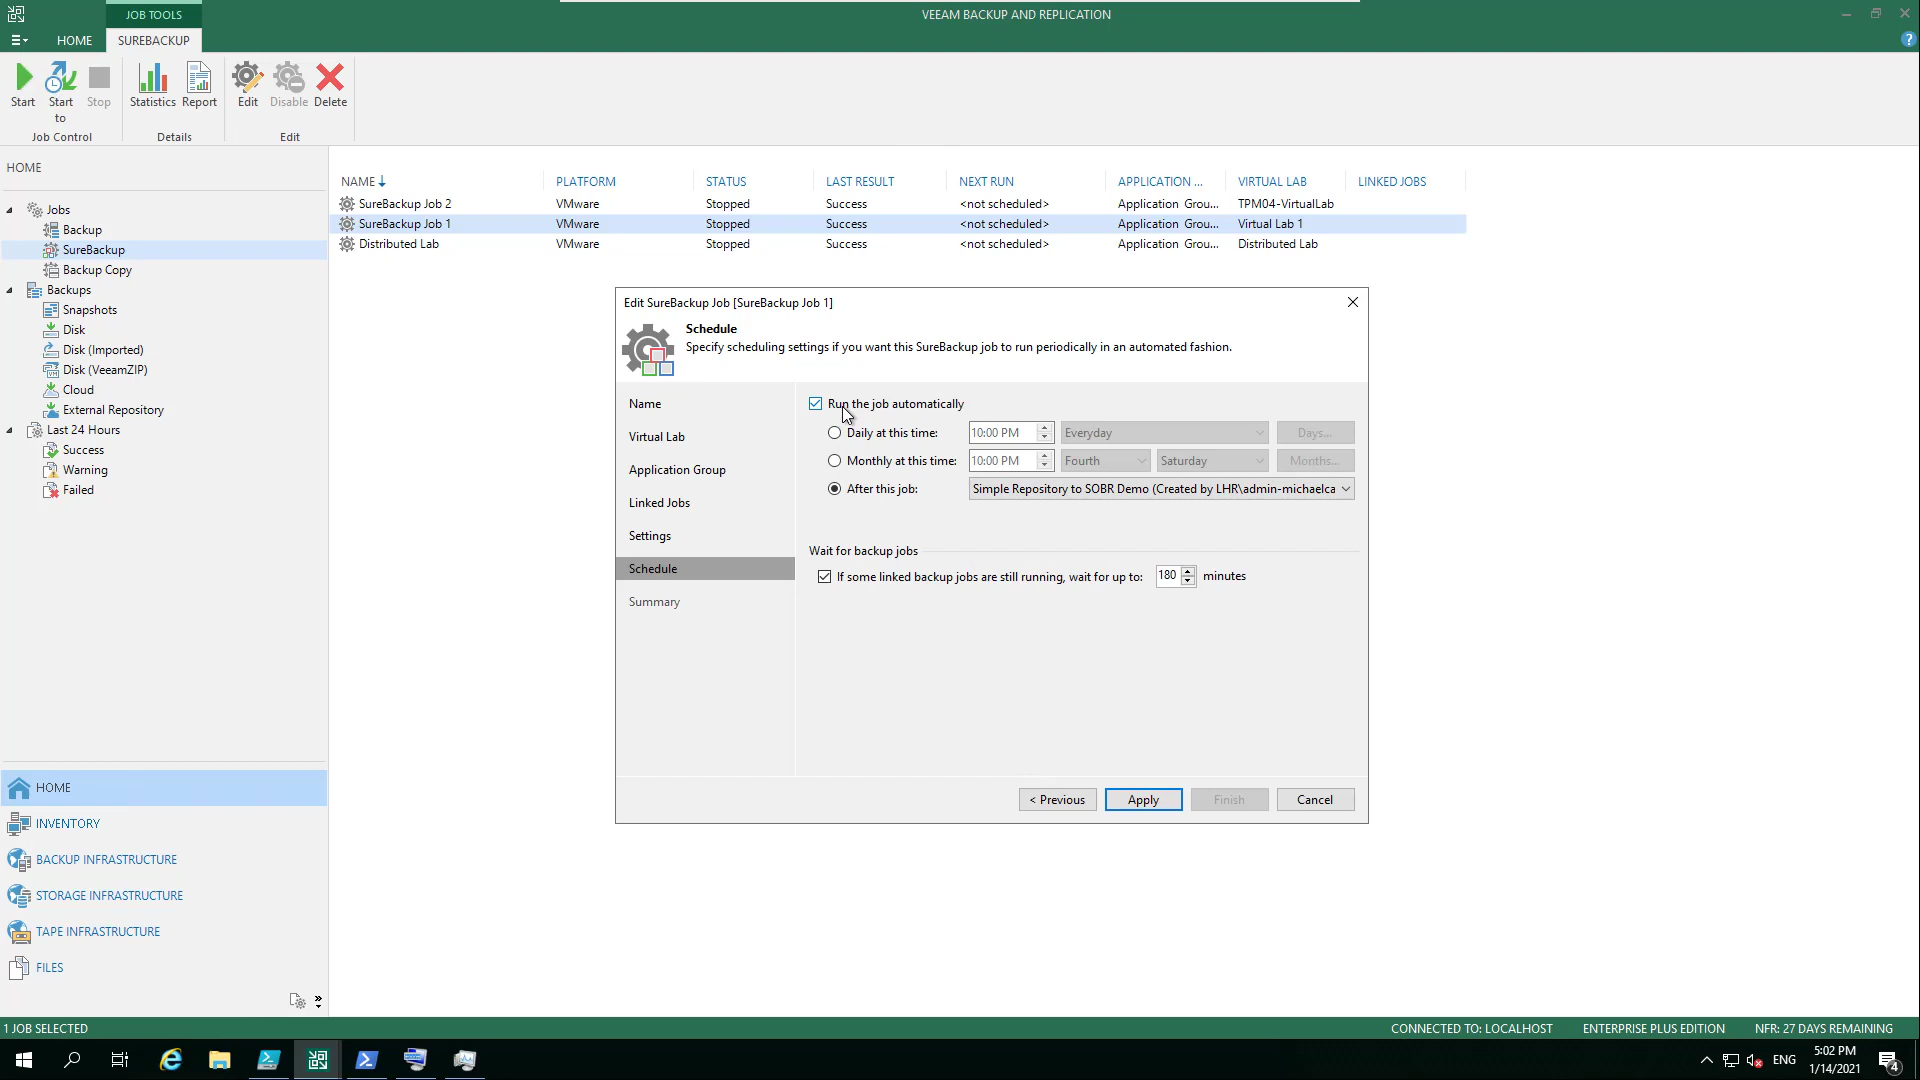 JOB TOOLS
VEEAM BACKUP AND REPLICATION
HOME
SUREBACKUP
?
Start
Start
to
Stop
Statistics
Report
Edit
Disable
Delete
Job Control
Details
Edit
HOME
Jobs
Backup
SureBackup
Backup Copy
Backups
Snapshots
Disk
Disk (Imported)
Disk (VeeamZIP)
Cloud
External Repository
Last 24 Hours
Success
Warning
Failed
HOME
INVENTORY
BACKUP INFRASTRUCTURE
STORAGE INFRASTRUCTURE
TAPE INFRASTRUCTURE
FILES
NAME PLATFORM STATUS LAST RESULT NEXT RUN APPLICATION ... VIRTUAL LAB LINKED JOBS
SureBackup Job 2 VMware Stopped Success <not scheduled> Application Grou... TPM04-VirtualLab
SureBackup Job 1 VMware Stopped Success <not scheduled> Application Grou... Virtual Lab 1
Distributed Lab VMware Stopped Success <not scheduled> Application Grou... Distributed Lab
Edit SureBackup Job [SureBackup Job 1]
Schedule
Specify scheduling settings if you want this SureBackup job to run periodically in an automated fashion.
Name
Virtual Lab
Application Group
Linked Jobs
Settings
Schedule
Summary
Run the job automatically
Daily at this time: 10:00 PM Everyday Days...
Monthly at this time: 10:00 PM Fourth Saturday Months...
After this job: Simple Repository to SOBR Demo (Created by LHR\admin-michaelca
Wait for backup jobs
If some linked backup jobs are still running, wait for up to: 180 minutes
< Previous
Apply
Finish
Cancel
1 JOB SELECTED
CONNECTED TO: LOCALHOST
ENTERPRISE PLUS EDITION
NFR: 27 DAYS REMAINING
ENG
5:02 PM
1/14/2021
4